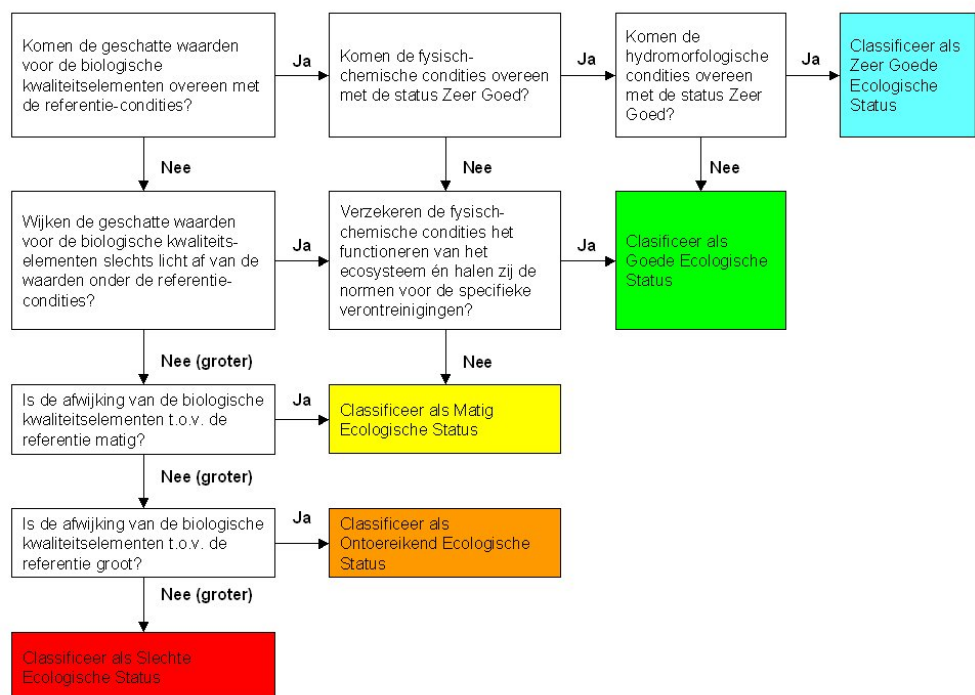 Komen de geschatte waarden
voor de biologische
kwaliteitselementen overeen met
de referentie-condities?
Ja
Komen de fysisch-
chemische condities overeen
met de status Zeer Goed?
Ja
Komen de
hydromorfologische
condities overeen
met de status Zeer
Goed?
Ja
Classificeer als
Zeer Goede
Ecologische
Status
Nee
Nee
Nee
Wijken de geschatte waarden
voor de biologische kwaliteits-
elementen slechts licht af van de
waarden onder de referentie-
condities?
Ja
Verzekeren de fysisch-
chemische condities het
functioneren van het
ecosysteem én halen zij de
normen voor de specifieke
verontreinigingen?
Ja
Clasificeer als
Goede Ecologische
Status
Nee (groter)
Nee
Is de afwijking van de biologische
kwaliteitselementen t.o.v. de
referentie matig?
Ja
Classificeer als Matig
Ecologische Status
Nee (groter)
Is de afwijking van de biologische
kwaliteitselementen t.o.v. de
referentie groot?
Ja
Classificeer als
Ontoereikend Ecologische
Status
Nee (groter)
Classificeer als Slechte
Ecologische Status